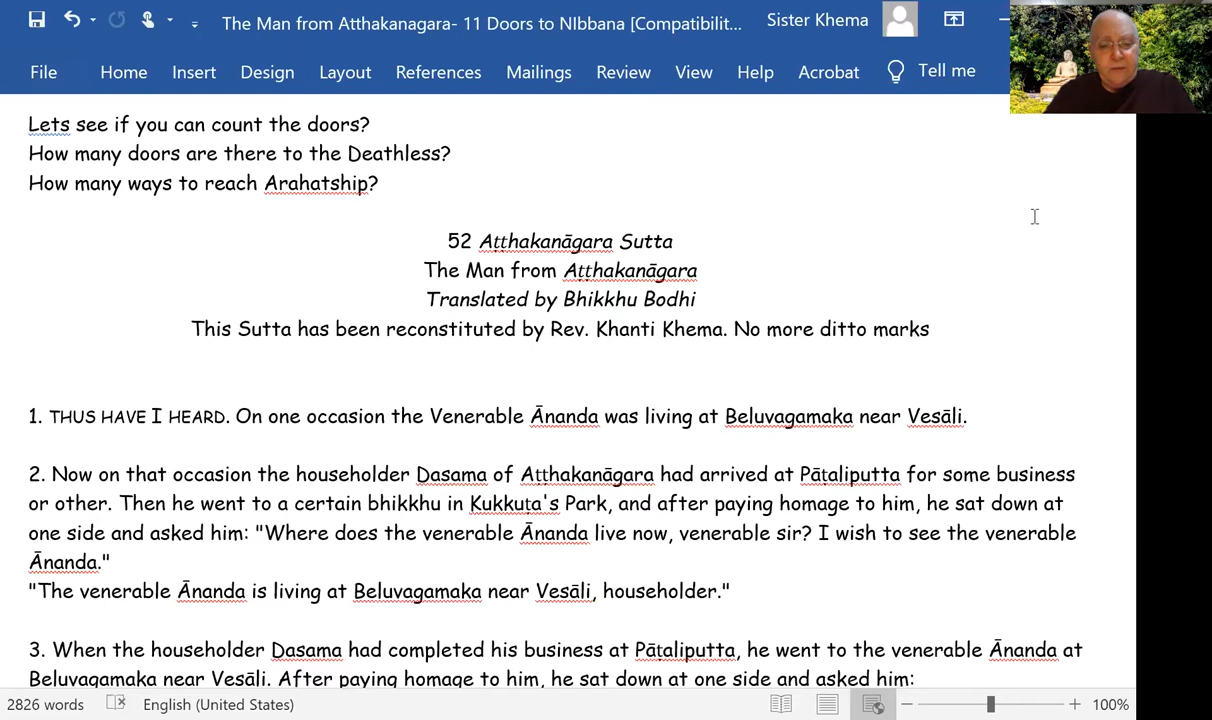 The Man from Atthakanagara- 11 Doors to NIbbana [Compatibilit...
Sister Khema
File Home Insert Design Layout References Mailings Review View Help Acrobat Tell me
Lets see if you can count the doors?
How many doors are there to the Deathless?
How many ways to reach Arahatship?
52 Aṭṭhakanāgara Sutta
The Man from Aṭṭhakanāgara
Translated by Bhikkhu Bodhi
This Sutta has been reconstituted by Rev. Khanti Khema. No more ditto marks
1. THUS HAVE I HEARD. On one occasion the Venerable Ānanda was living at Beluvagamaka near Vesāli.
2. Now on that occasion the householder Dasama of Aṭṭhakanāgara had arrived at Pāṭaliputta for some business
or other. Then he went to a certain bhikkhu in Kukkuṭa's Park, and after paying homage to him, he sat down at
one side and asked him: "Where does the venerable Ānanda live now, venerable sir? I wish to see the venerable
Ānanda."
"The venerable Ānanda is living at Beluvagamaka near Vesāli, householder."
3. When the householder Dasama had completed his business at Pāṭaliputta, he went to the venerable Ānanda at
Beluvagamaka near Vesāli. After paying homage to him, he sat down at one side and asked him:
2826 words English (United States) 100%